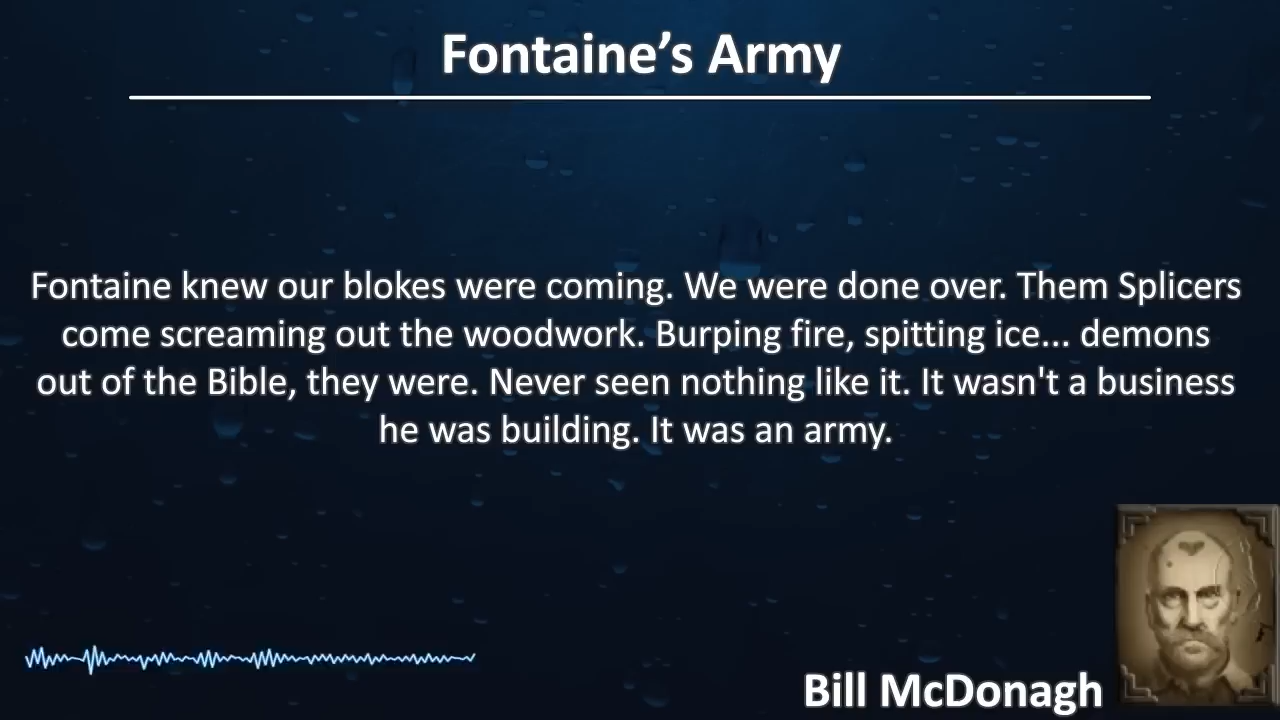 Fontaine’s Army
Fontaine knew our blokes were coming. We were done over. Them Splicers
come screaming out the woodwork. Burping fire, spitting ice... demons
out of the Bible, they were. Never seen nothing like it. It wasn't a business
he was building. It was an army.
Bill McDonagh